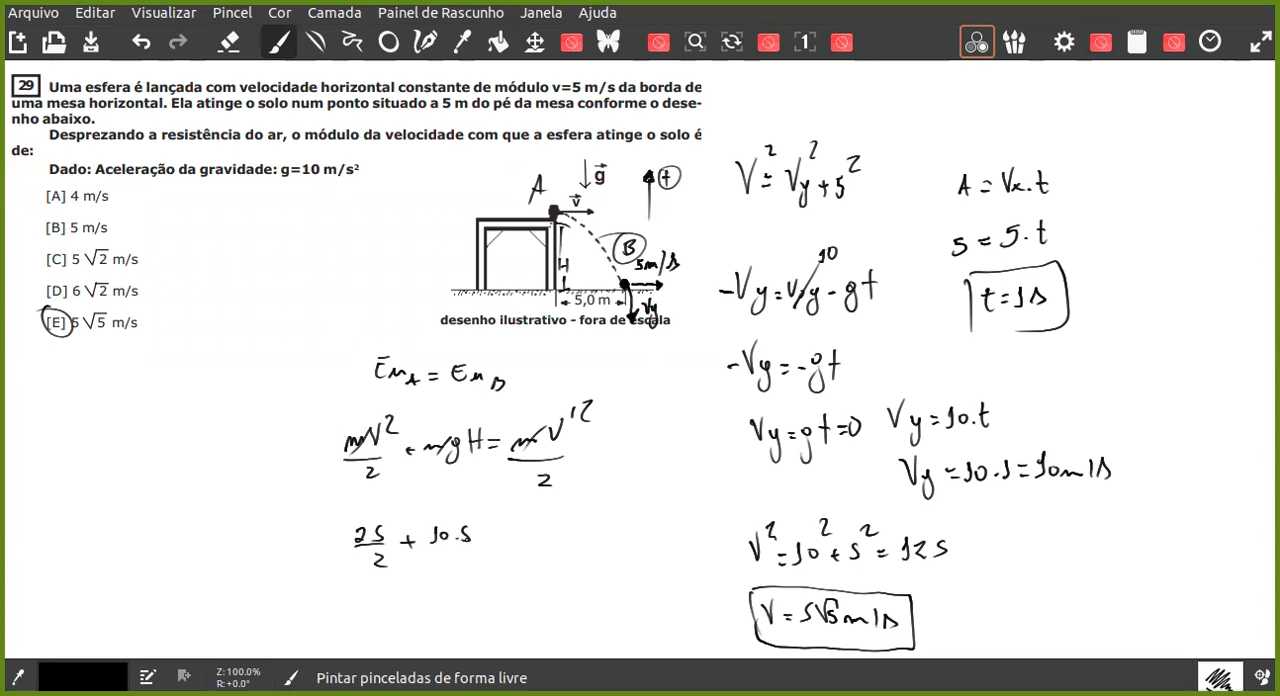 Arquivo Editar Visualizar Pincel Cor Camada Painel de Rascunho Janela Ajuda
29 Uma esfera é lançada com velocidade horizontal constante de módulo v=5 m/s da borda de
uma mesa horizontal. Ela atinge o solo num ponto situado a 5 m do pé da mesa conforme o dese-
nho abaixo.
Desprezando a resistência do ar, o módulo da velocidade com que a esfera atinge o solo é
de:
Dado: Aceleração da gravidade: g=10 m/s²
[A] 4 m/s
[B] 5 m/s
[C] 5 √2 m/s
[D] 6 √2 m/s
[E] 5 √5 m/s
A
g
v
+
H
B
5m/s
5,0 m
Vy
desenho ilustrativo - fora de escala
EmA = EmB
mV²/2 + mgH = mV'²/2
25/2 + 10.5
V² = Vy² + 5²
-Vy = Voy - gt
0
-Vy = -gt
Vy = gt = 0
Vy = 10.t
Vy = 10.1 = 10m/s
V² = 10² + 5² = 125
V = 5√5 m/s
A = Vx.t
5 = 5.t
t = 1s
Z: 100.0%
R: +0.0°
Pintar pinceladas de forma livre